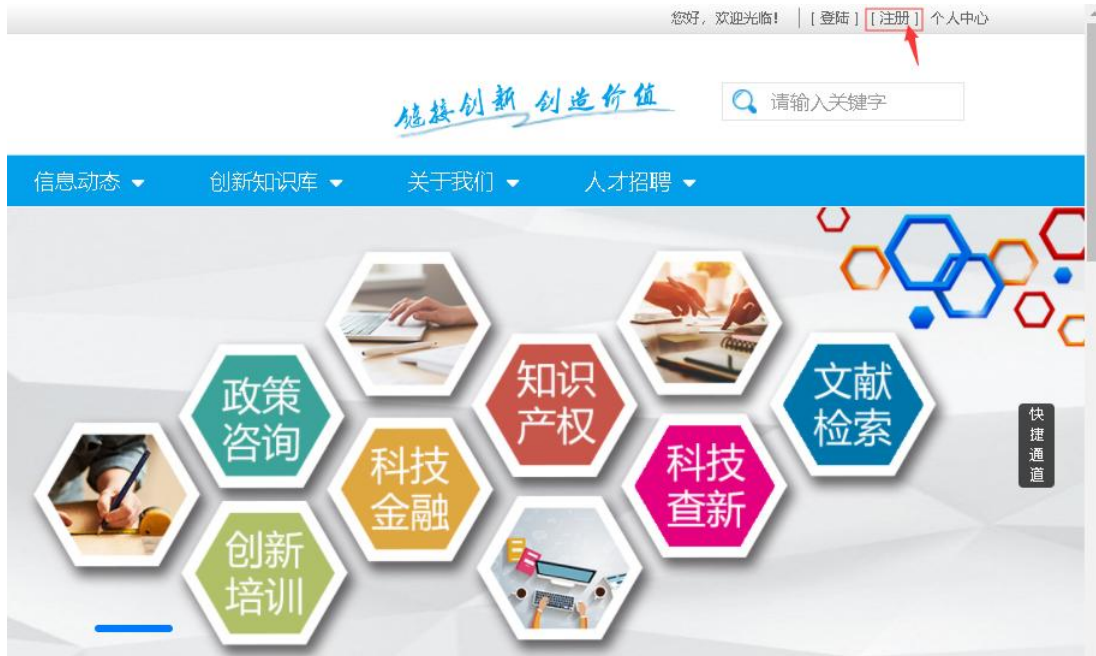 您好，欢迎光临！ [ 登陆 ] [ 注册 ] 个人中心
链接创新 创造价值
请输入关键字
信息动态 创新知识库 关于我们 人才招聘
政策
咨询
知识
产权
文献
检索
科技
金融
科技
查新
创新
培训
快
捷
通
道